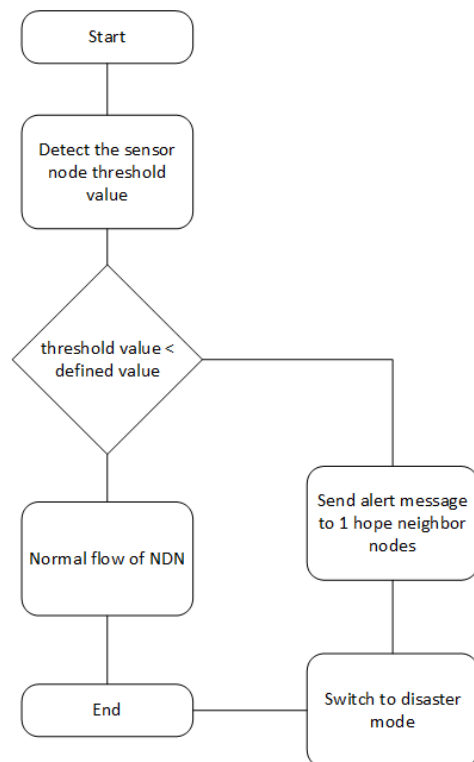 Start
Detect the sensor
node threshold
value
threshold value <
defined value
Normal flow of NDN
Send alert message
to 1 hope neighbor
nodes
Switch to disaster
mode
End